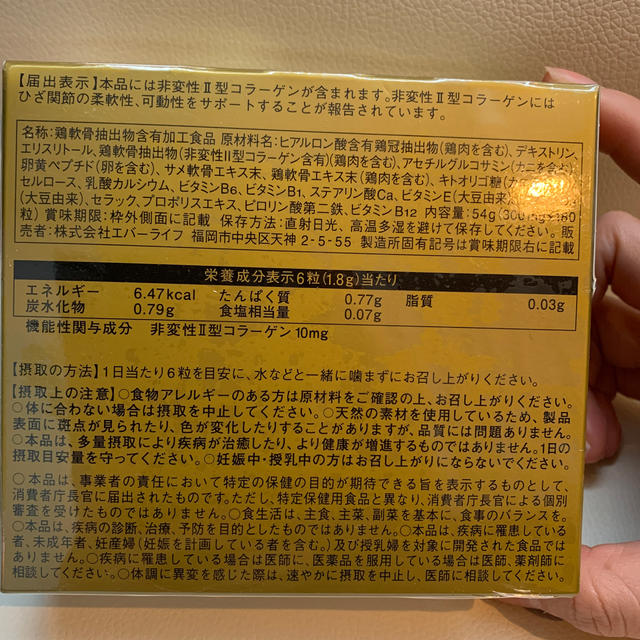 【届出表示】本品には非変性Ⅱ型コラーゲンが含まれます。非変性Ⅱ型コラーゲンには
ひざ関節の柔軟性、可動性をサポートすることが報告されています。
名称:鶏軟骨抽出物含有加工食品 原材料名:ヒアルロン酸含有鶏冠抽出物(鶏肉を含む)、デキストリン、
エリスリトール、鶏軟骨抽出物(非変性Ⅱ型コラーゲン含有)(鶏肉を含む)、アセチルグルコサミン(カニを含む)、
卵黄ペプチド(卵を含む)、サメ軟骨エキス末、鶏軟骨エキス末(鶏肉を含む)、キトオリゴ糖
セルロース、乳酸カルシウム、ビタミンB6、ビタミンB1、ステアリン酸Ca、ビタミンE(大豆由来)、
(大豆由来)、セラック、プロポリスエキス、ピロリン酸第二鉄、ビタミンB12 内容量:54g
粒) 賞味期限:枠外側面に記載 保存方法:直射日光、高温多湿を避けて保存してください。 販
売者:株式会社エバーライフ 福岡市中央区天神2-5-55 製造所固有記号は賞味期限右に記載
栄養成分表示6粒(1.8g)当たり
エネルギー 6.47kcal たんぱく質 0.77g 脂質 0.03g
炭水化物 0.79g 食塩相当量 0.07g
機能性関与成分 非変性Ⅱ型コラーゲン10mg
【摂取の方法】1日当たり6粒を目安に、水などと一緒に噛まずにお召し上がりください。
【摂取上の注意】○食物アレルギーのある方は原材料をご確認の上、お召し上がりください。
○体に合わない場合は摂取を中止してください。○天然の素材を使用しているため、製品
表面に斑点が見られたり、色が変化したりすることがありますが、品質には問題ありません。
○本品は、多量摂取により疾病が治癒したり、より健康が増進するものではありません。1日の
摂取目安量を守ってください。○妊娠中・授乳中の方はお召し上がりにならないでください。
○本品は、事業者の責任において特定の保健の目的が期待できる旨を表示するものとして、
消費者庁長官に届出されたものです。ただし、特定保健用食品と異なり、消費者庁長官による個別
審査を受けたものではありません。○食生活は、主食、主菜、副菜を基本に、食事のバランスを。
○本品は、疾病の診断、治療、予防を目的としたものではありません。○本品は、疾病に罹患している
者、未成年者、妊産婦(妊娠を計画している者を含む。)及び授乳婦を対象に開発された食品では
ありません。○疾病に罹患している場合は医師に、医薬品を服用している場合は医師、薬剤師に
相談してください。○体調に異変を感じた際は、速やかに摂取を中止し、医師に相談してください。